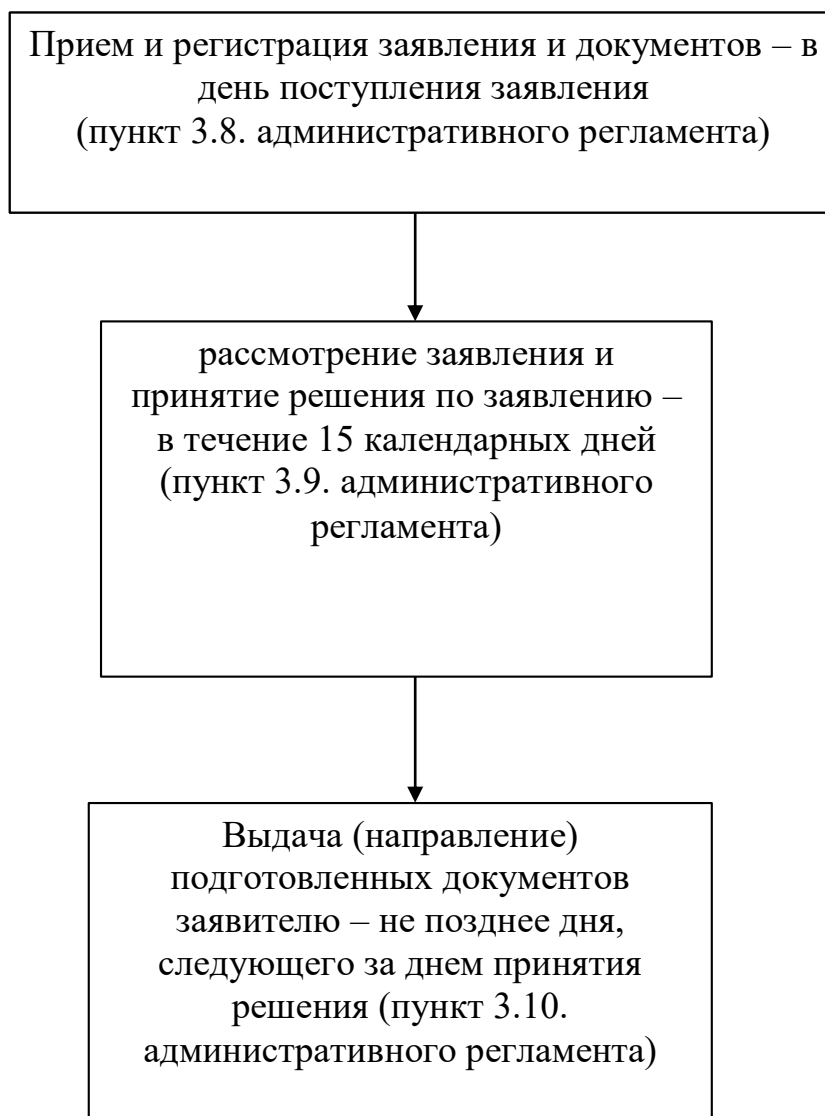 Прием и регистрация заявления и документов – в
день поступления заявления
(пункт 3.8. административного регламента)
рассмотрение заявления и
принятие решения по заявлению –
в течение 15 календарных дней
(пункт 3.9. административного
регламента)
Выдача (направление)
подготовленных документов
заявителю – не позднее дня,
следующего за днем принятия
решения (пункт 3.10.
административного регламента)